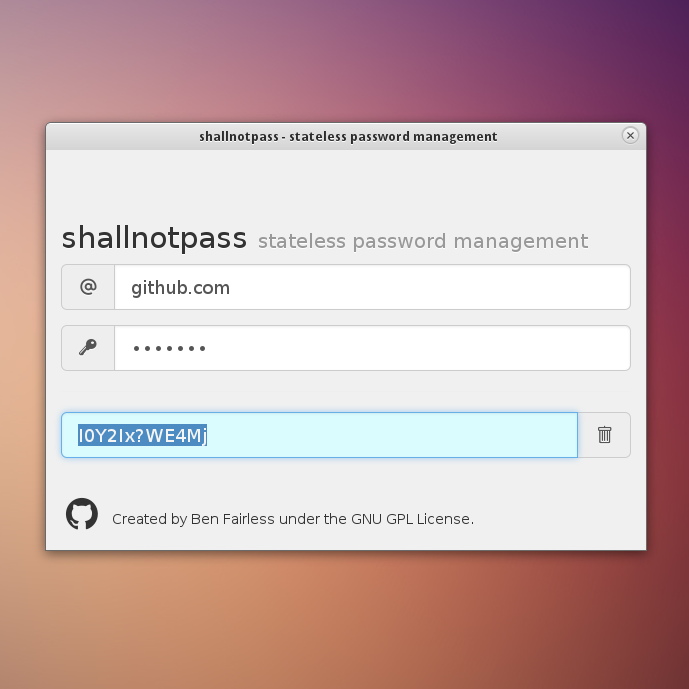 shallnotpass - stateless password management
shallnotpass stateless password management
@
github.com
•••••••
I0Y2Ix?WE4Mj
Created by Ben Fairless under the GNU GPL License.